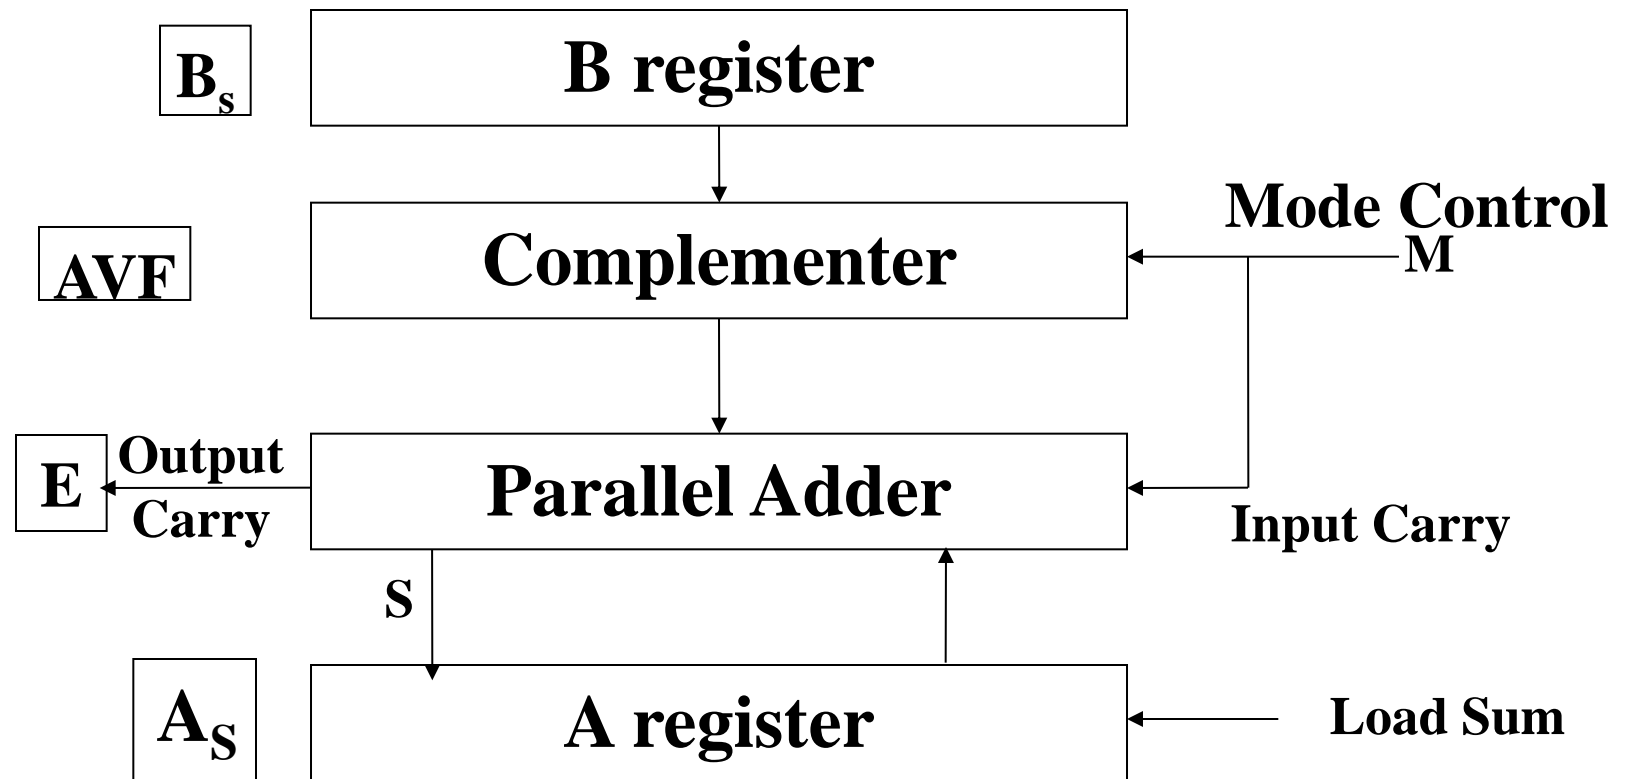 B register
Bs
Mode Control
M
Complementer
AVF
Output
Carry
E
Parallel Adder
Input Carry
S
AS
A register
Load Sum